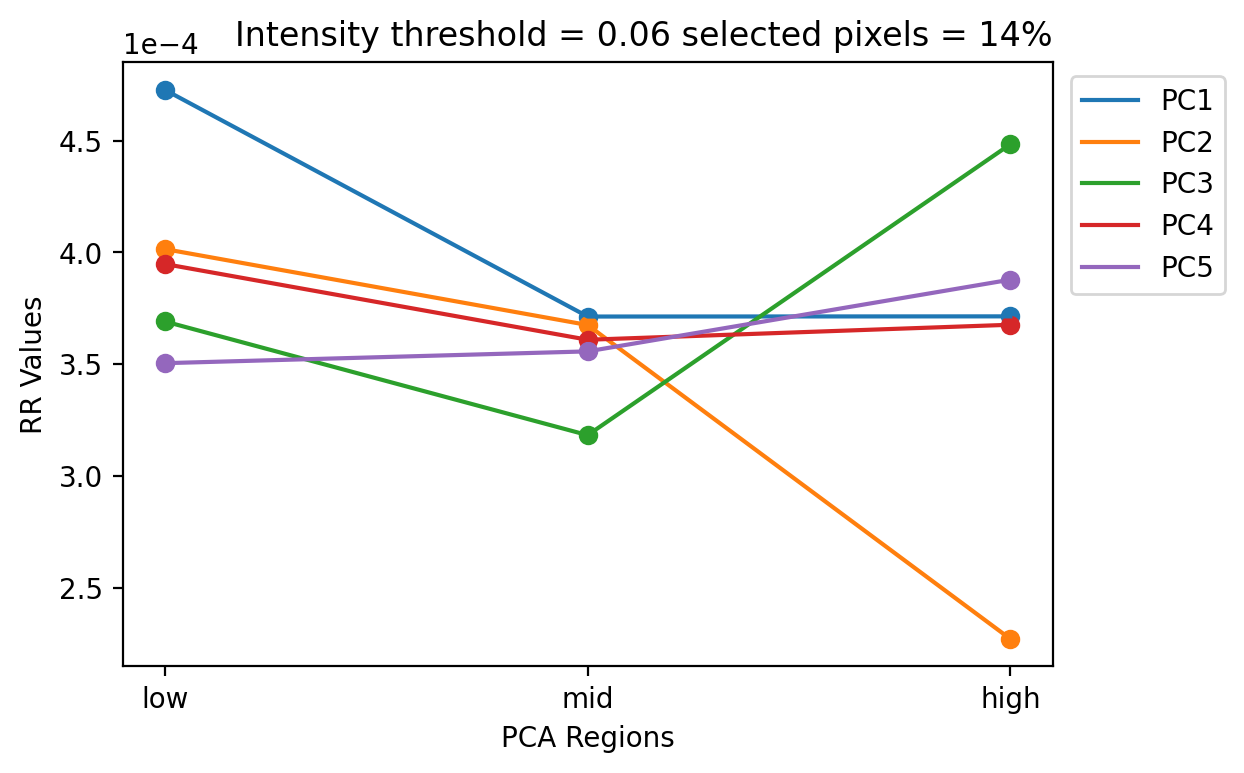 Intensity threshold = 0.06 selected pixels = 14%
1e−4
4.5
4.0
3.5
3.0
2.5
RR Values
low
mid
high
PCA Regions
PC1
PC2
PC3
PC4
PC5